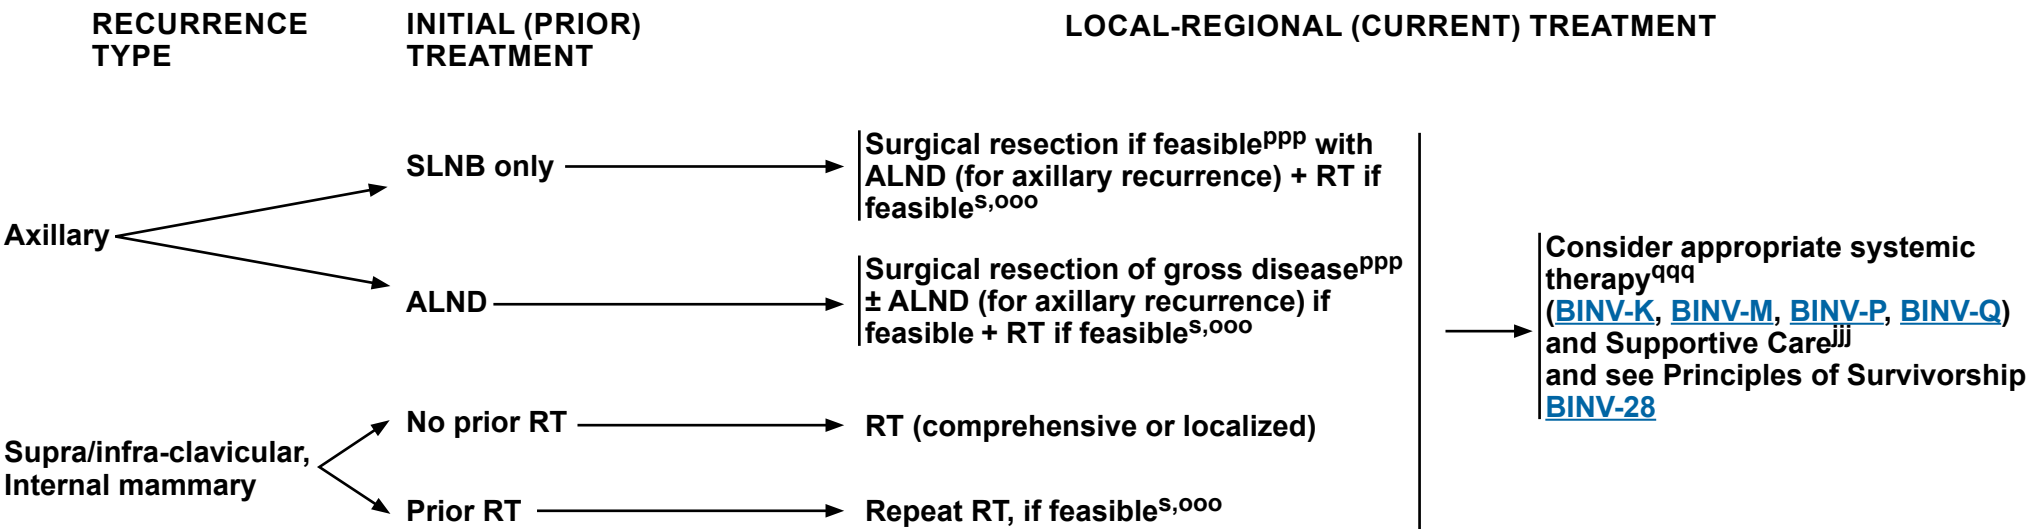 RECURRENCE TYPE
INITIAL (PRIOR) TREATMENT
LOCAL-REGIONAL (CURRENT) TREATMENT
Axillary
SLNB only
Surgical resection if feasibleppp with
ALND (for axillary recurrence) + RT if
feasibles,ooo
ALND
Surgical resection of gross diseaseppp
± ALND (for axillary recurrence) if
feasible + RT if feasibles,ooo
Supra/infra-clavicular,
Internal mammary
No prior RT
RT (comprehensive or localized)
Prior RT
Repeat RT, if feasibles,ooo
Consider appropriate systemic
therapyqqq
(BINV-K, BINV-M, BINV-P, BINV-Q)
and Supportive Carejjj
and see Principles of Survivorship
BINV-28